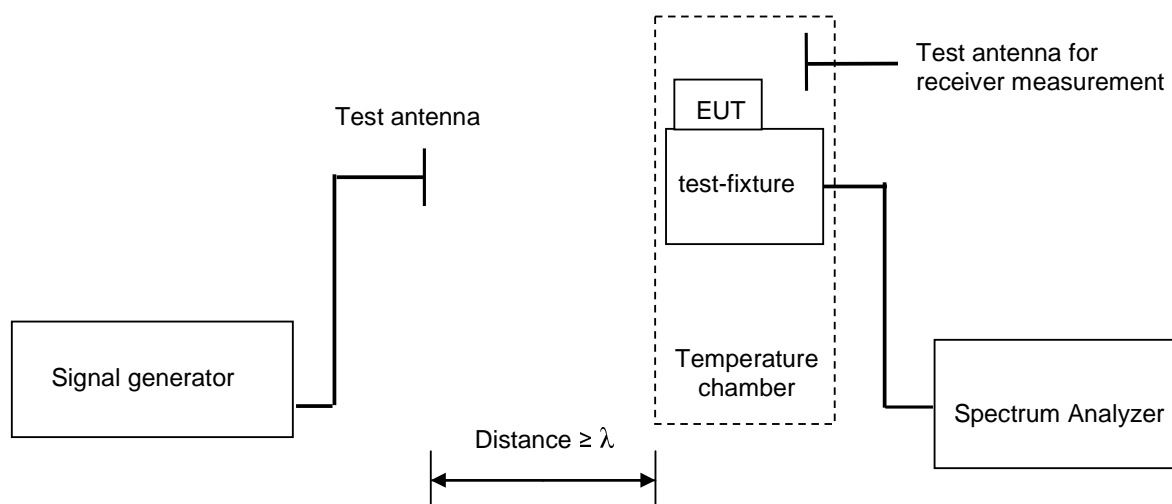 Test antenna for
receiver measurement
EUT
Test antenna
test-fixture
Signal generator
Temperature
chamber
Spectrum Analyzer
Distance ≥ λ